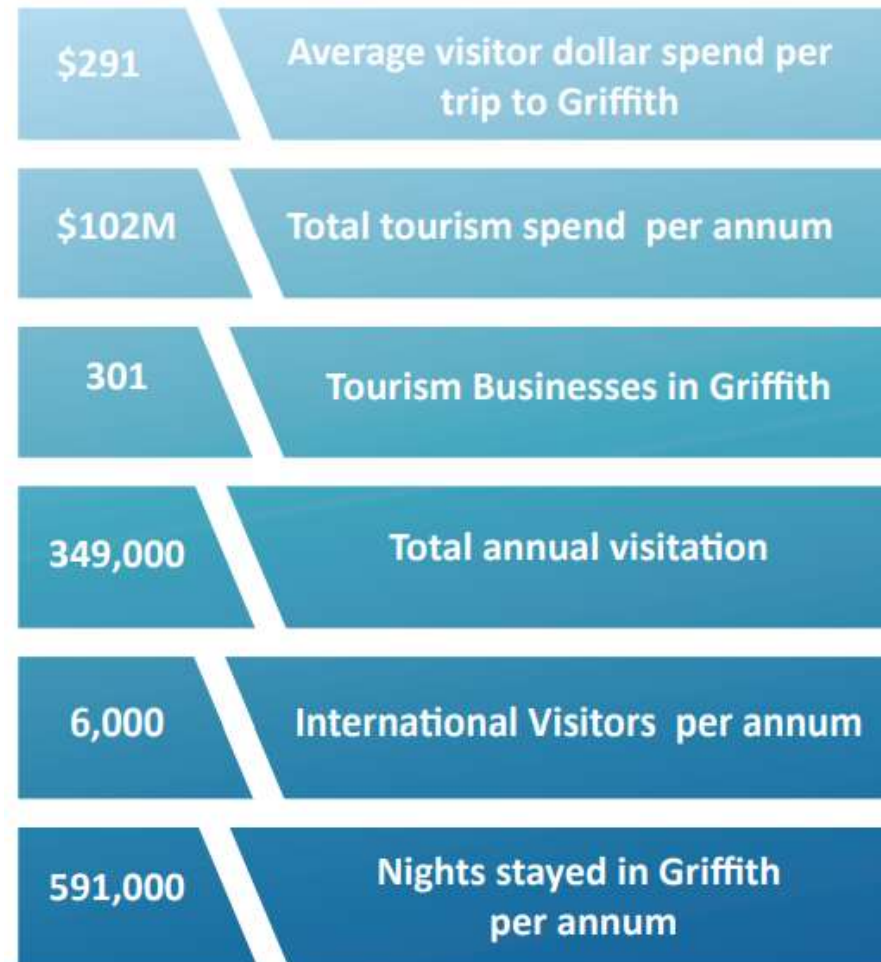 $291
Average visitor dollar spend per
trip to Griffith
$102M
Total tourism spend per annum
301
Tourism Businesses in Griffith
349,000
Total annual visitation
6,000
International Visitors per annum
591,000
Nights stayed in Griffith
per annum